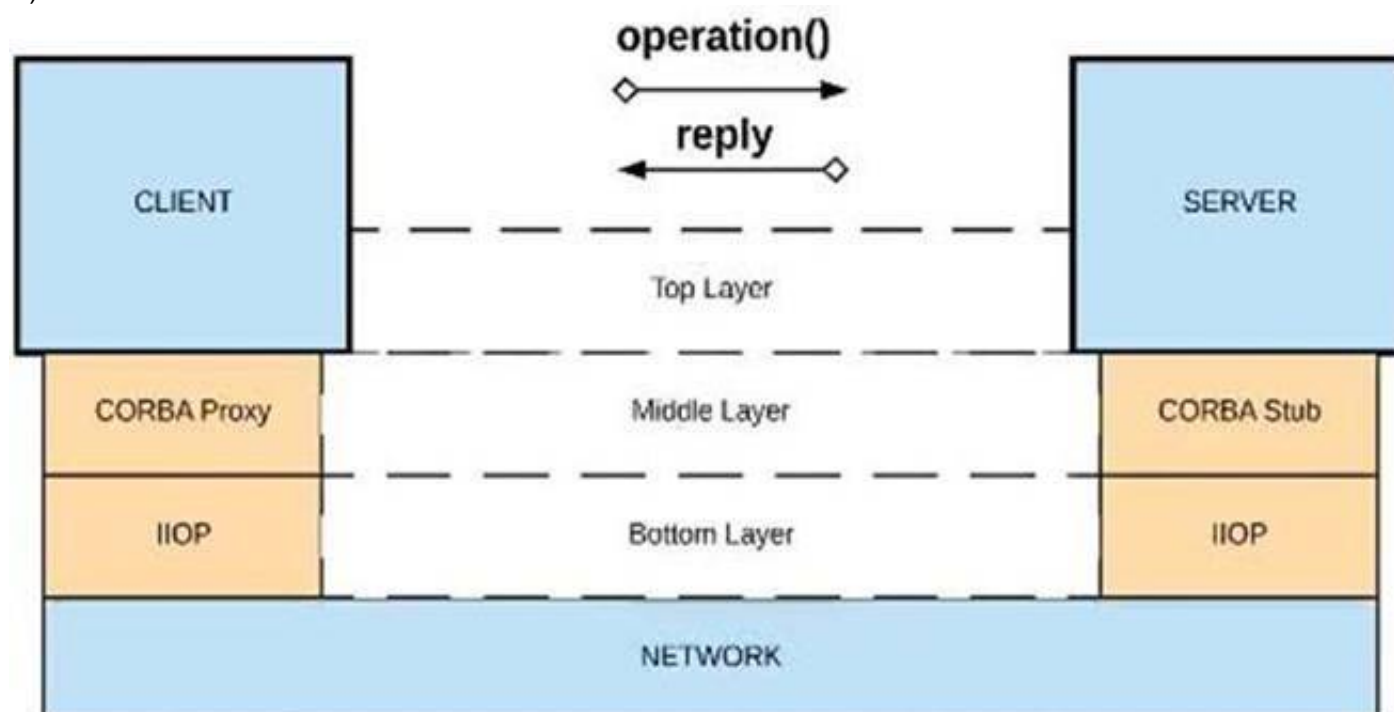 operation()
reply
CLIENT
SERVER
Top Layer
CORBA Proxy
Middle Layer
CORBA Stub
IIOP
Bottom Layer
IIOP
NETWORK